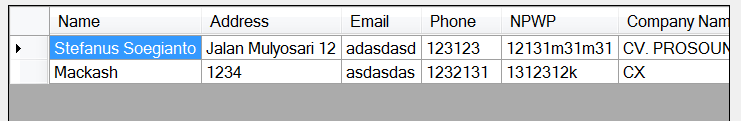 Name Address Email Phone NPWP Company Nam
Stefanus Soegianto Jalan Mulyosari 12 adasdasd 123123 12131m31m31 CV. PROSOUN
Mackash 1234 asdasdas 1232131 1312312k CX